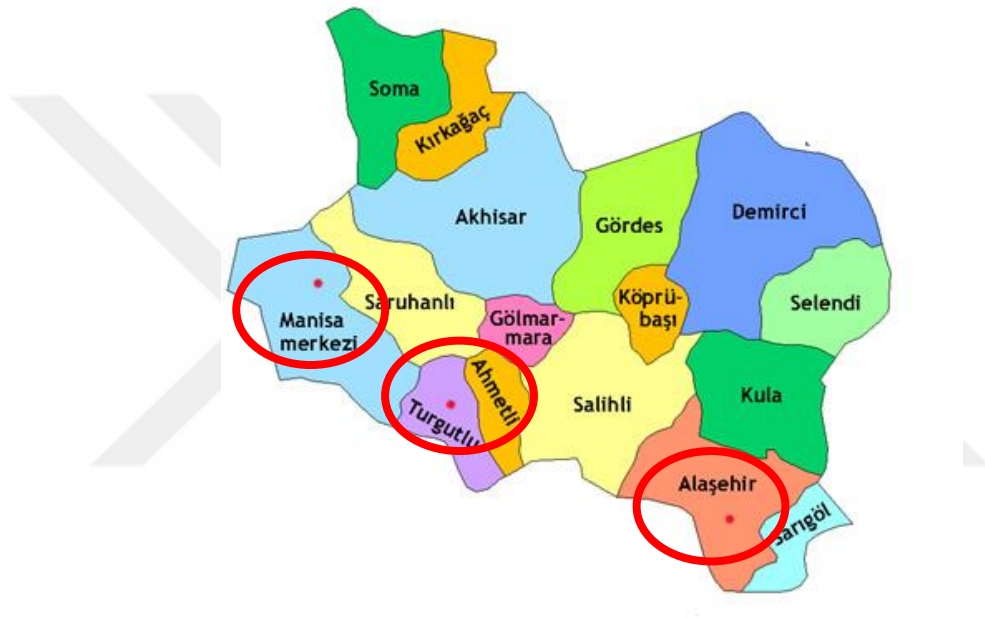 Soma
Kırkağaç
Akhisar
Gördes
Demirci
Selendi
Köprü-
başı
Saruhanlı
Gölmar-
mara
Manisa
merkezi
Ahmetli
Turgutlu
Salihli
Kula
Alaşehir
Sarıgöl